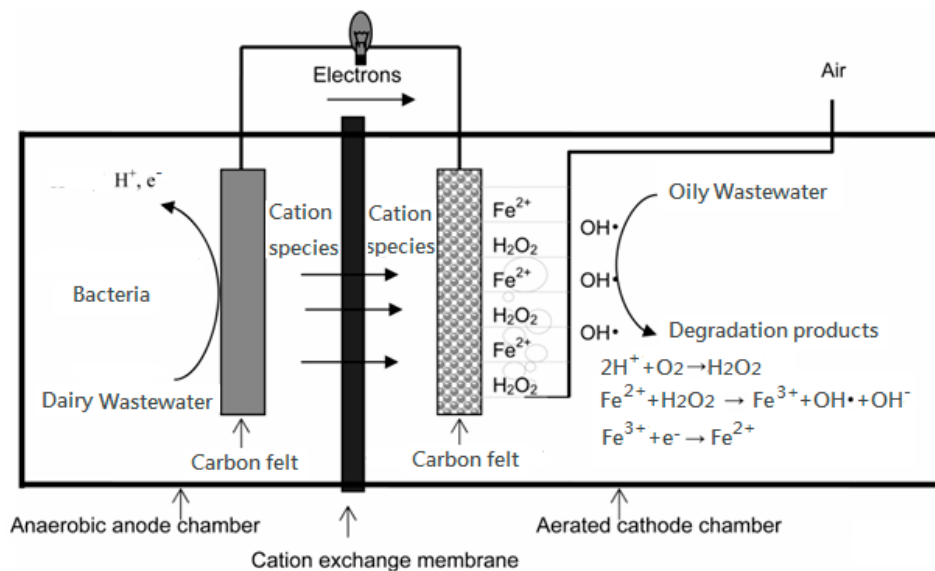 Electrons
Air
H⁺, e⁻
Cation
species
Cation
species
Bacteria
Dairy Wastewater
Carbon felt
Carbon felt
Fe²⁺
H₂O₂
Fe²⁺
H₂O₂
Fe²⁺
H₂O₂
OH•
OH•
OH•
Oily Wastewater
Degradation products
2H⁺+O2→H2O2
Fe²⁺+H2O2 → Fe³⁺+OH•+OH⁻
Fe³⁺+e- → Fe²⁺
Anaerobic anode chamber
Cation exchange membrane
Aerated cathode chamber